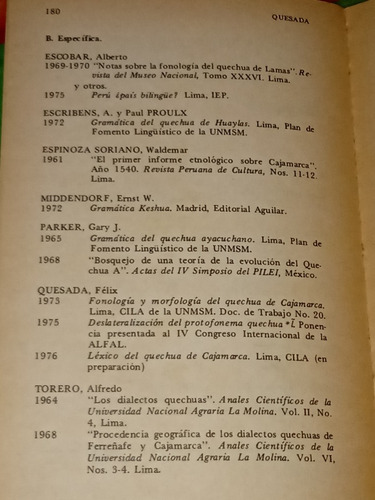 180
QUESADA
B. Específica.
ESCOBAR, Alberto
1969-1970 "Notas sobre la fonología del quechua de Lamas". Re-
vista del Museo Nacional, Tomo XXXVI. Lima.
y otros.
1975 Perú ¿país bilingüe? Lima, IEP.
ESCRIBENS, A. y Paul PROULX
1972 Gramática del quechua de Huaylas. Lima, Plan de
Fomento Lingüístico de la UNMSM.
ESPINOZA SORIANO, Waldemar
1961 "El primer informe etnológico sobre Cajamarca".
Año 1540. Revista Peruana de Cultura, Nos. 11-12.
Lima.
MIDDENDORF, Ernst W.
1972 Gramática Keshua. Madrid, Editorial Aguilar.
PARKER, Gary J.
1965 Gramática del quechua ayacuchano. Lima, Plan de
Fomento Lingüístico de la UNMSM.
1968 "Bosquejo de una teoría de la evolución del Que-
chua A". Actas del IV Simposio del PILEI, México.
QUESADA, Félix
1973 Fonología y morfología del quechua de Cajamarca.
Lima, CILA de la UNMSM. Doc. de Trabajo No. 20.
1975 Deslateralización del protofonema quechua *l̃. Ponen-
cia presentada al IV Congreso Internacional de la
ALFAL.
1976 Léxico del quechua de Cajamarca. Lima, CILA (en
preparación)
TORERO, Alfredo
1964 "Los dialectos quechuas". Anales Científicos de la
Universidad Nacional Agraria La Molina. Vol. II, No.
4, Lima.
1968 "Procedencia geográfica de los dialectos quechuas de
Ferreñafe y Cajamarca". Anales Científicos de la
Universidad Nacional Agraria La Molina. Vol. VI,
Nos. 3-4. Lima.